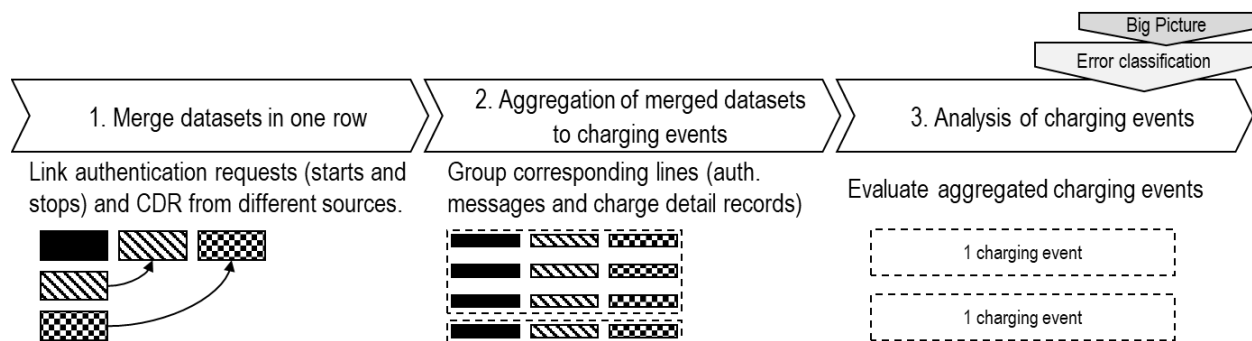 Big Picture
Error classification
1. Merge datasets in one row
2. Aggregation of merged datasets
to charging events
3. Analysis of charging events
Link authentication requests (starts and
stops) and CDR from different sources.
Group corresponding lines (auth.
messages and charge detail records)
Evaluate aggregated charging events
1 charging event
1 charging event